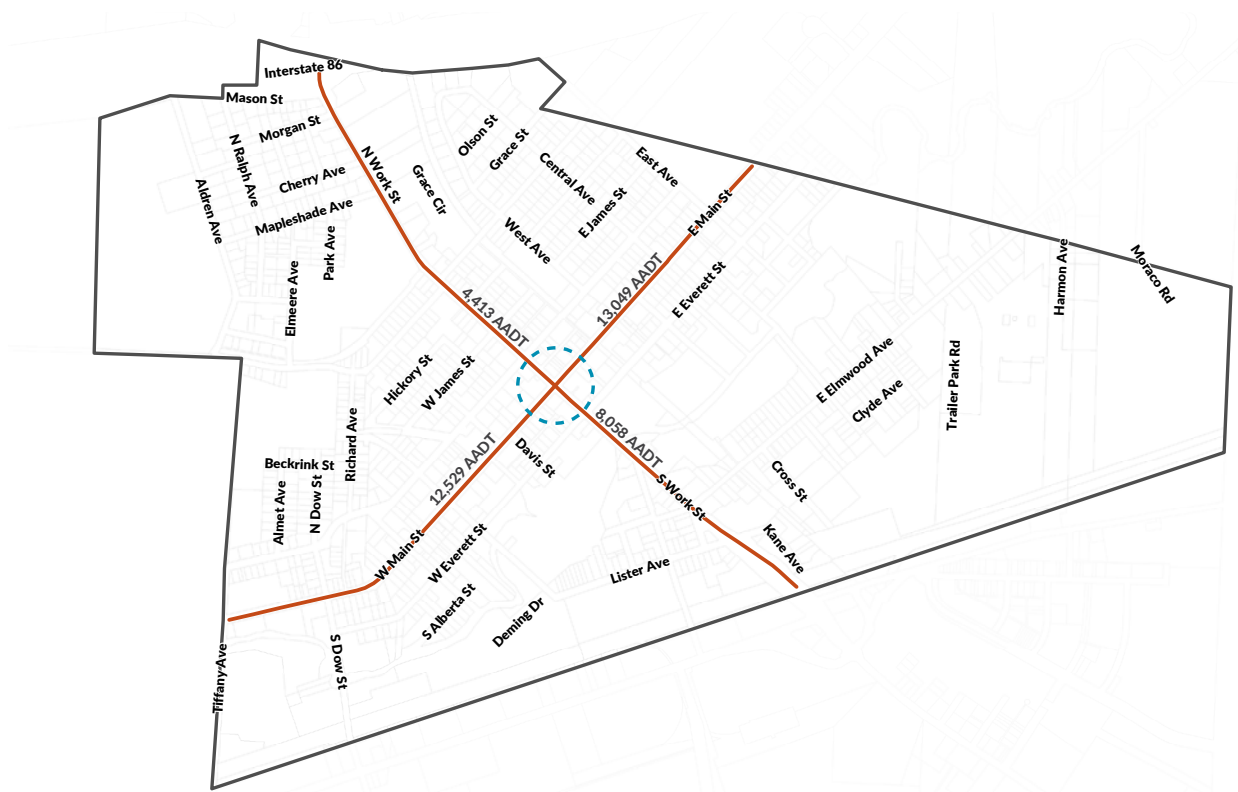 Interstate 86
Mason St
Morgan St
N Ralph Ave
Cherry Ave
Aldren Ave
Mapleshade Ave
Park Ave
Elmeere Ave
N Work St
Grace Cir
Olson St
Grace St
Central Ave
East Ave
E James St
West Ave
E Main St
E Everett St
Harmon Ave
Moraco Rd
4,413 AADT
13,049 AADT
Hickory St
W James St
E Elmwood Ave
Clyde Ave
Trailer Park Rd
Richard Ave
Beckrink St
Almet Ave
N Dow St
12,529 AADT
Davis St
8,058 AADT
S Work St
Cross St
Kane Ave
W Main St
W Everett St
Lister Ave
S Alberta St
Deming Dr
S Dow St
Tiffany Ave